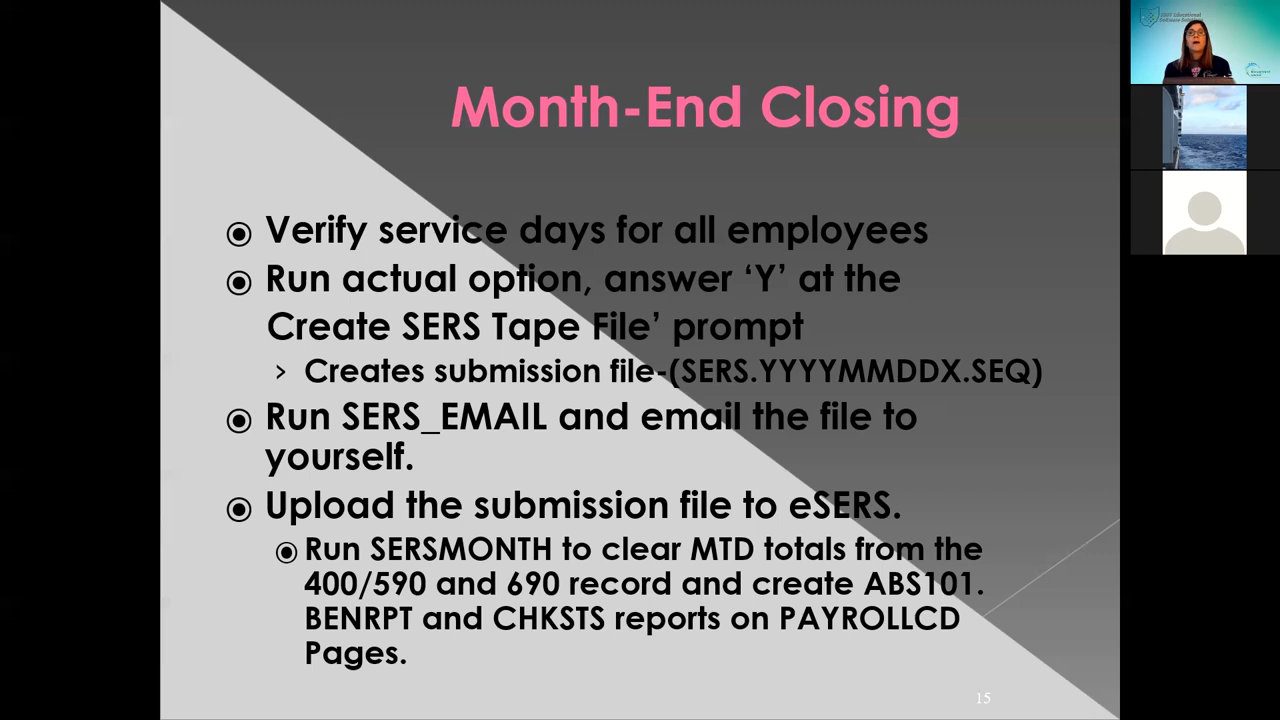 Month-End Closing
Verify service days for all employees
Run actual option, answer ‘Y’ at the
Create SERS Tape File’ prompt
Creates submission file-(SERS.YYYYMMDDX.SEQ)
Run SERS_EMAIL and email the file to
yourself.
Upload the submission file to eSERS.
Run SERSMONTH to clear MTD totals from the
400/590 and 690 record and create ABS101.
BENRPT and CHKSTS reports on PAYROLLCD
Pages.
15